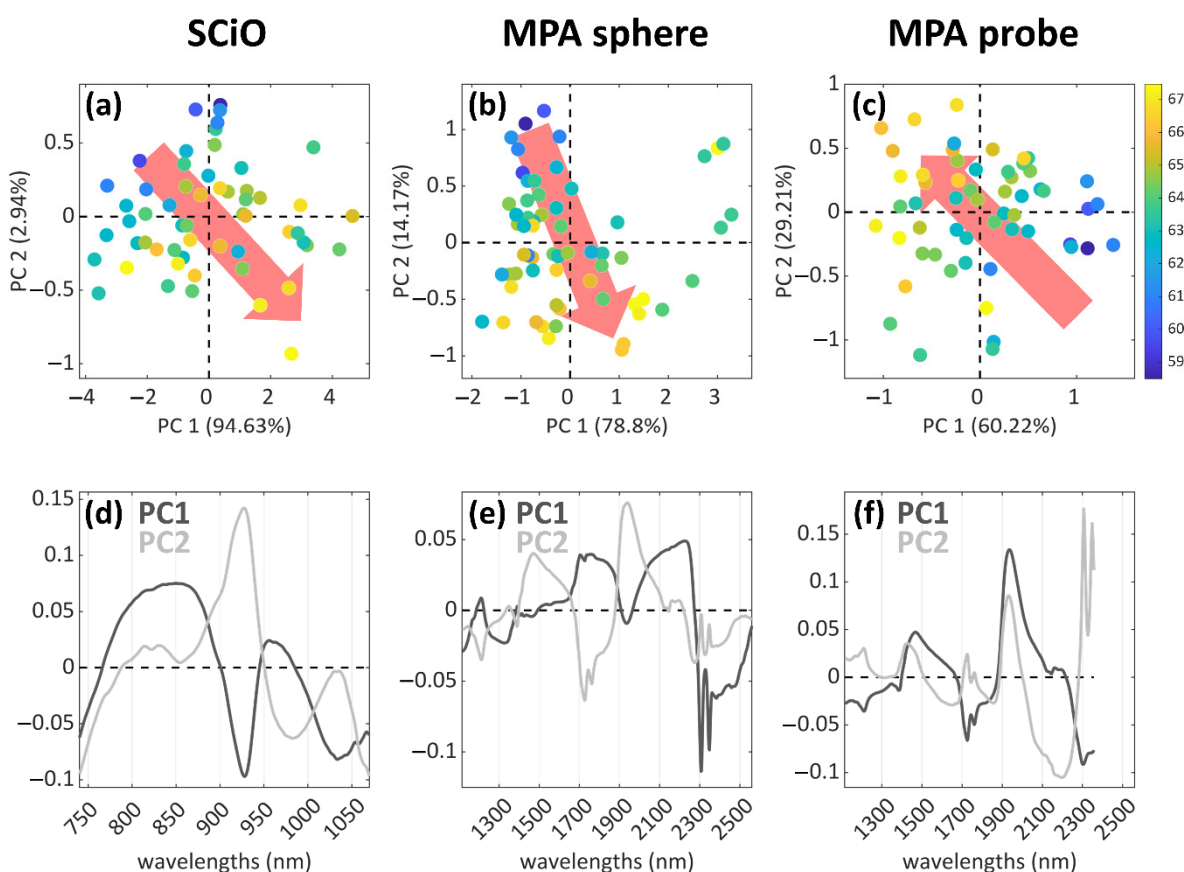 SCiO MPA sphere MPA probe
(a) (b) (c)
0.5
0
−0.5
−1
−4 −2 0 2 4
PC 2 (2.94%)
PC 1 (94.63%)
1
0.5
0
−0.5
−1
−2 −1 0 1 2 3
PC 2 (14.17%)
PC 1 (78.8%)
1
0.5
0
−0.5
−1
−1 0 1
PC 2 (29.21%)
PC 1 (60.22%)
67
66
65
64
63
62
61
60
59
(d) PC1
PC2
0.15
0.1
0.05
0
−0.05
−0.1
750 800 850 900 950 1000 1050
wavelengths (nm)
(e) PC1
PC2
0.05
0
−0.05
−0.1
1300 1500 1700 1900 2100 2300 2500
wavelengths (nm)
(f) PC1
PC2
0.15
0.1
0.05
0
−0.05
−0.1
1300 1500 1700 1900 2100 2300 2500
wavelengths (nm)